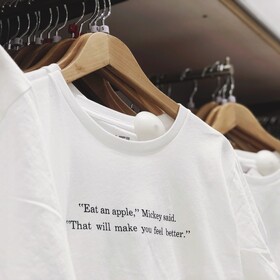 "Eat an apple," Mickey said.
"That will make you feel better."